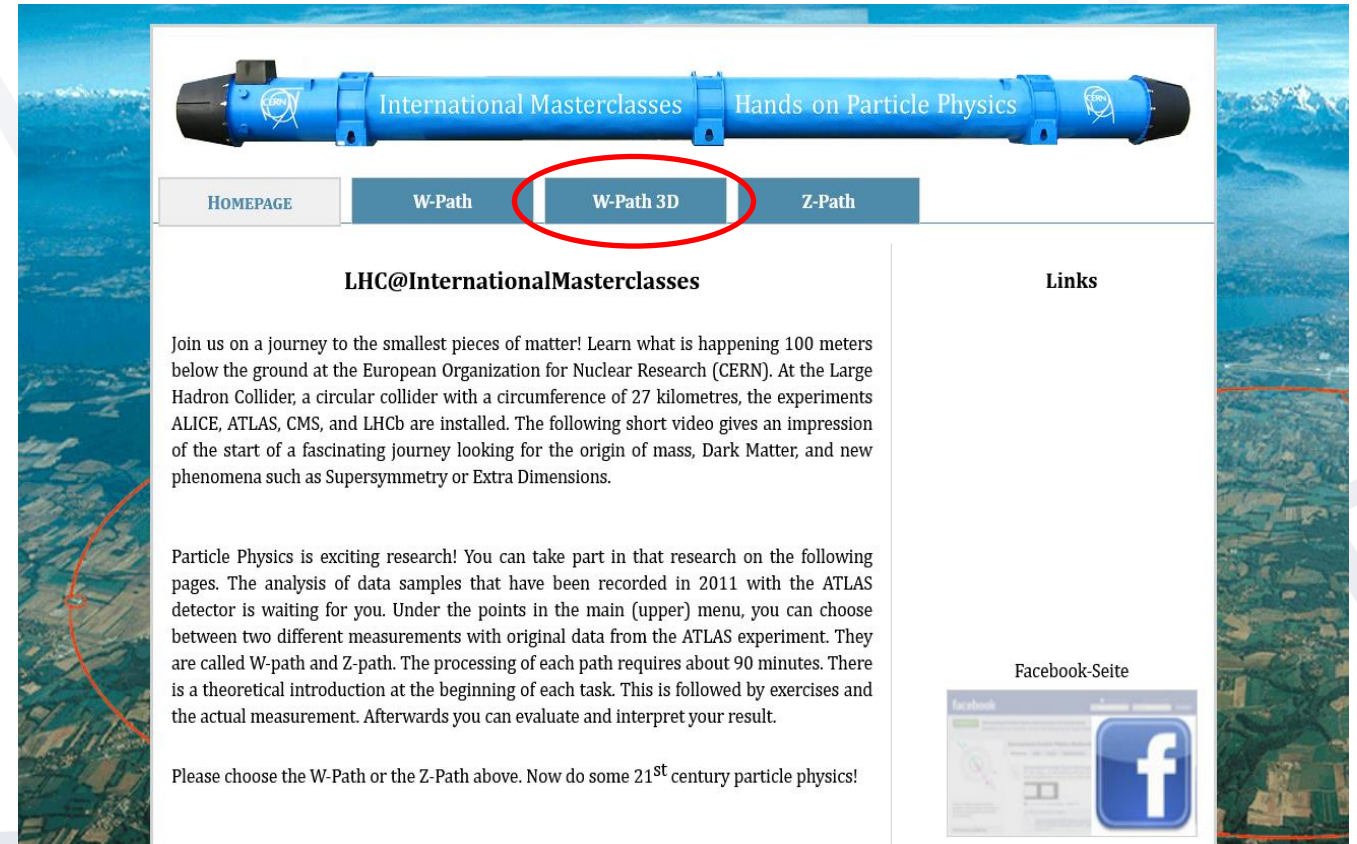 CERN International Masterclasses Hands on Particle Physics CERN
HOMEPAGE W-Path W-Path 3D Z-Path
LHC@InternationalMasterclasses
Join us on a journey to the smallest pieces of matter! Learn what is happening 100 meters
below the ground at the European Organization for Nuclear Research (CERN). At the Large
Hadron Collider, a circular collider with a circumference of 27 kilometres, the experiments
ALICE, ATLAS, CMS, and LHCb are installed. The following short video gives an impression
of the start of a fascinating journey looking for the origin of mass, Dark Matter, and new
phenomena such as Supersymmetry or Extra Dimensions.
Particle Physics is exciting research! You can take part in that research on the following
pages. The analysis of data samples that have been recorded in 2011 with the ATLAS
detector is waiting for you. Under the points in the main (upper) menu, you can choose
between two different measurements with original data from the ATLAS experiment. They
are called W-path and Z-path. The processing of each path requires about 90 minutes. There
is a theoretical introduction at the beginning of each task. This is followed by exercises and
the actual measurement. Afterwards you can evaluate and interpret your result.
Please choose the W-Path or the Z-Path above. Now do some 21st century particle physics!
Links
Facebook-Seite
facebook
f